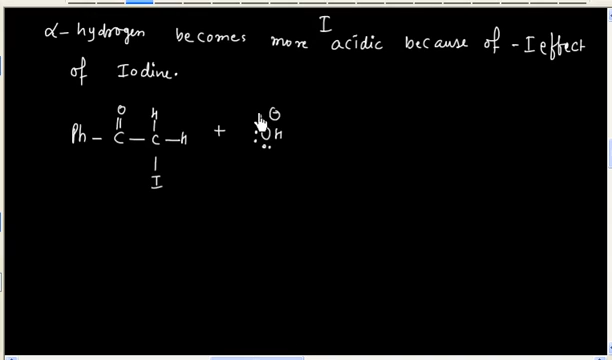 I
α- hydrogen becomes more acidic because of -I effect
of Iodine.
O H ⊖
Ph - C - C - H + OH
I